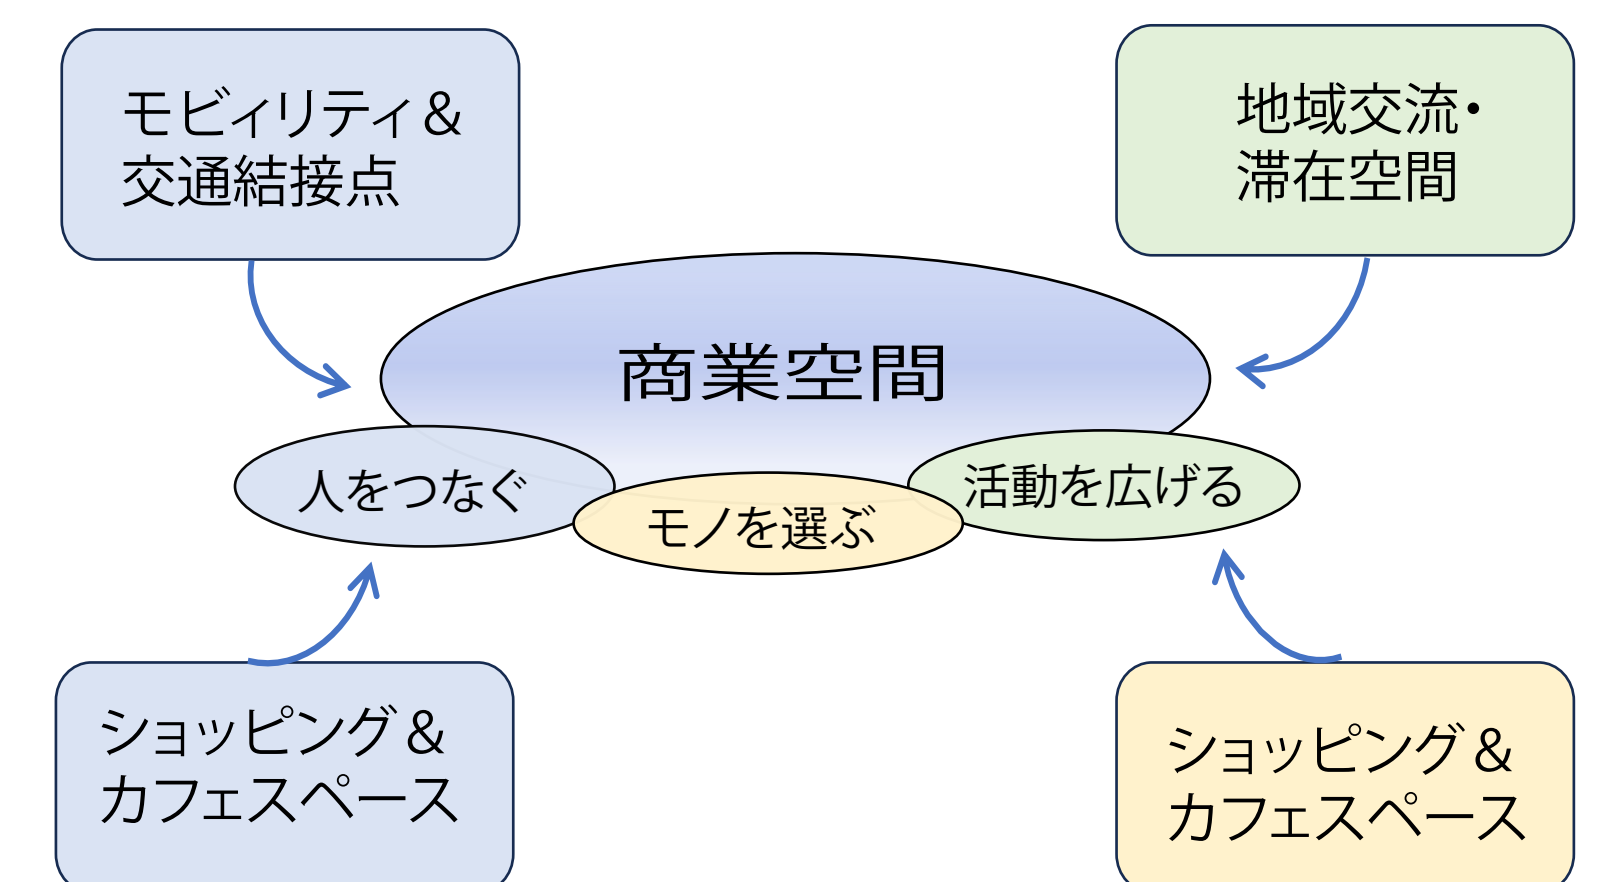 モビィリティ&
交通結接点
地域交流・
滞在空間
商業空間
人をつなぐ
モノを選ぶ
活動を広げる
ショッピング&
カフェスペース
ショッピング&
カフェスペース